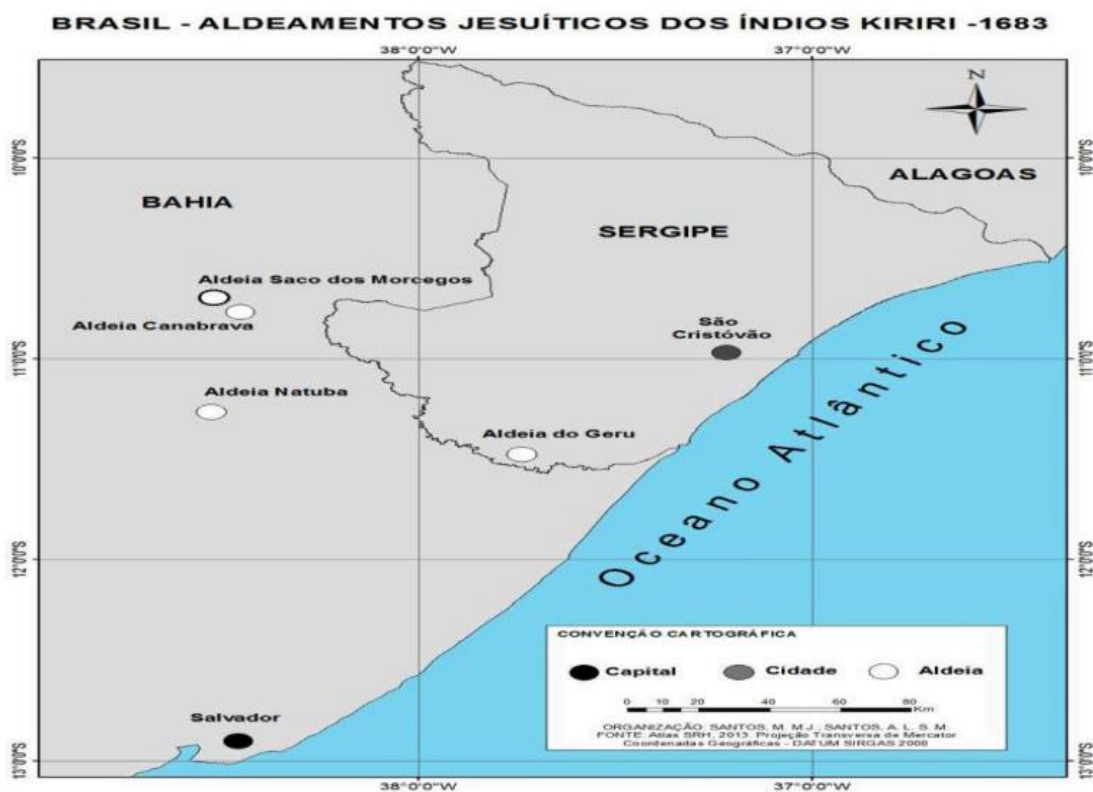 BRASIL - ALDEAMENTOS JESUÍTICOS DOS ÍNDIOS KIRIRI -1683
38°0'0"W
37°0'0"W
N
10°0'0"S
10°0'0"S
ALAGOAS
BAHIA
SERGIPE
Aldeia Saco dos Morcegos
Aldeia Canabrava
São
Cristóvão
11°0'0"S
11°0'0"S
Aldeia Natuba
Aldeia do Geru
Oceano Atlântico
12°0'0"S
12°0'0"S
CONVENÇÃO CARTOGRÁFICA
Capital
Cidade
Aldeia
0 10 20 40 60 80
Km
ORGANIZAÇÃO: SANTOS, M. M.J., SANTOS, A. L. S. M.
FONTE: Atlas SRH, 2013. Projeção Transversa de Mercator
Coordenadas Geográficas - DATUM SIRGAS 2000
Salvador
13°0'0"S
13°0'0"S
38°0'0"W
37°0'0"W